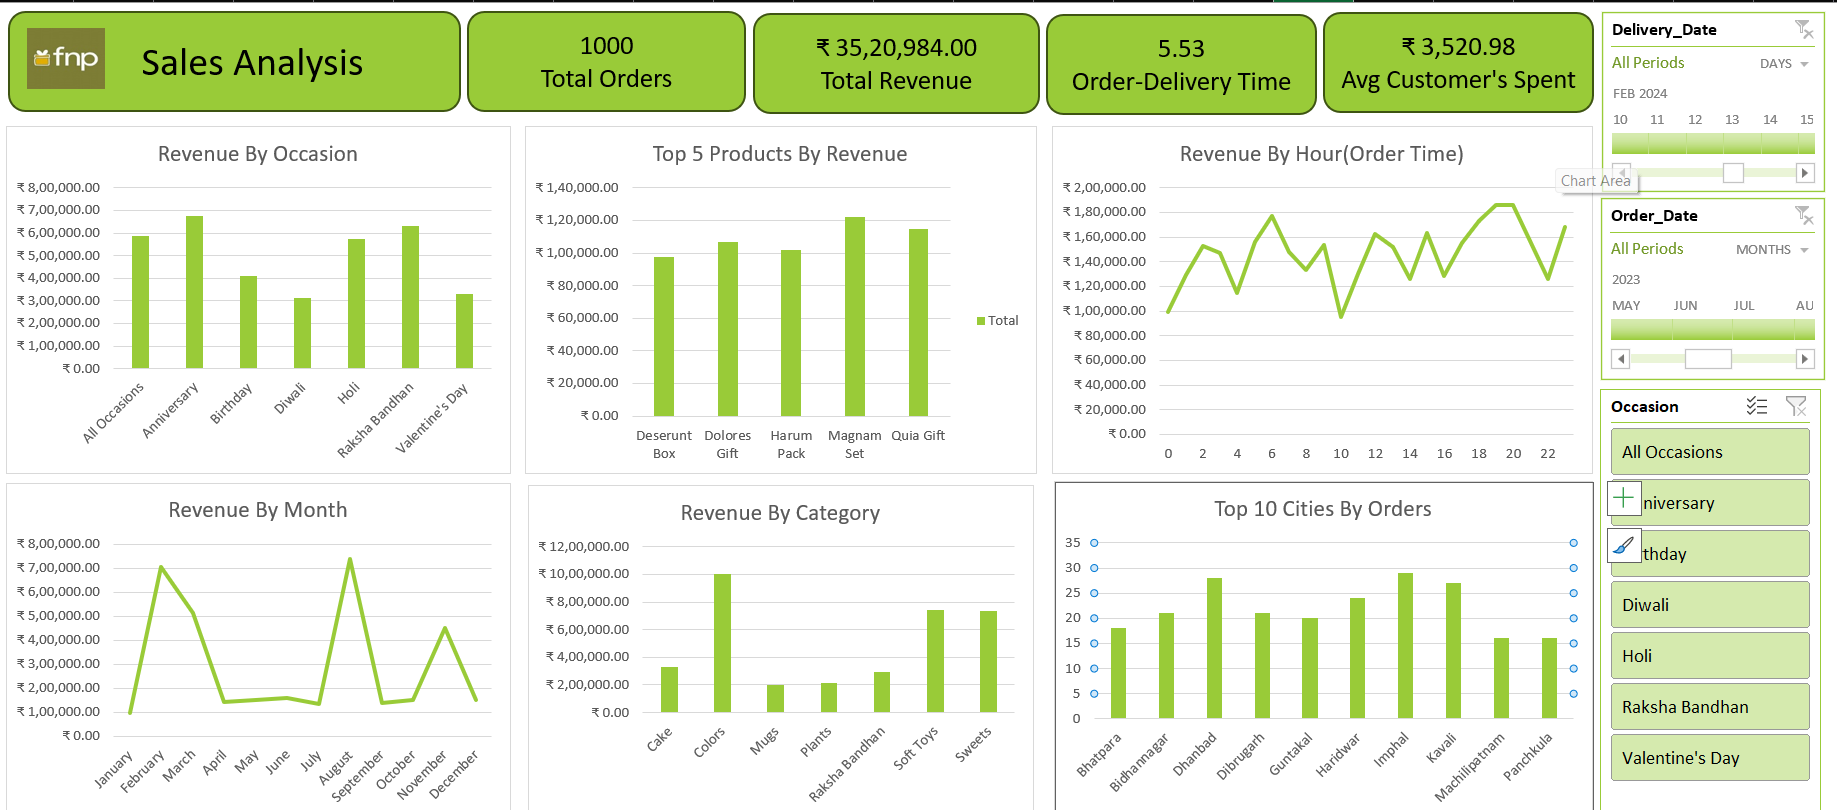 fnp
Sales Analysis
1000
Total Orders
₹ 35,20,984.00
Total Revenue
5.53
Order-Delivery Time
₹ 3,520.98
Avg Customer's Spent
Delivery_Date
All Periods
DAYS
FEB 2024
10 11 12 13 14 15
Chart Area
Order_Date
All Periods
MONTHS
2023
MAY JUN JUL AU
Occasion
All Occasions
niversary
thday
Diwali
Holi
Raksha Bandhan
Valentine's Day
Revenue By Occasion
₹ 8,00,000.00
₹ 7,00,000.00
₹ 6,00,000.00
₹ 5,00,000.00
₹ 4,00,000.00
₹ 3,00,000.00
₹ 2,00,000.00
₹ 1,00,000.00
₹ 0.00
All Occasions
Anniversary
Birthday
Diwali
Holi
Raksha Bandhan
Valentine's Day
Top 5 Products By Revenue
₹ 1,40,000.00
₹ 1,20,000.00
₹ 1,00,000.00
₹ 80,000.00
₹ 60,000.00
₹ 40,000.00
₹ 20,000.00
₹ 0.00
Deserunt Box
Dolores Gift
Harum Pack
Magnam Set
Quia Gift
Total
Revenue By Hour(Order Time)
₹ 2,00,000.00
₹ 1,80,000.00
₹ 1,60,000.00
₹ 1,40,000.00
₹ 1,20,000.00
₹ 1,00,000.00
₹ 80,000.00
₹ 60,000.00
₹ 40,000.00
₹ 20,000.00
₹ 0.00
0 2 4 6 8 10 12 14 16 18 20 22
Revenue By Month
₹ 8,00,000.00
₹ 7,00,000.00
₹ 6,00,000.00
₹ 5,00,000.00
₹ 4,00,000.00
₹ 3,00,000.00
₹ 2,00,000.00
₹ 1,00,000.00
₹ 0.00
January
February
March
April
May
June
July
August
September
October
November
December
Revenue By Category
₹ 12,00,000.00
₹ 10,00,000.00
₹ 8,00,000.00
₹ 6,00,000.00
₹ 4,00,000.00
₹ 2,00,000.00
₹ 0.00
Cake
Colors
Mugs
Plants
Raksha Bandhan
Soft Toys
Sweets
Top 10 Cities By Orders
35
30
25
20
15
10
5
0
Bhatpara
Bidhannagar
Dhanbad
Dibrugarh
Guntakal
Haridwar
Imphal
Kavali
Machilipatnam
Panchkula